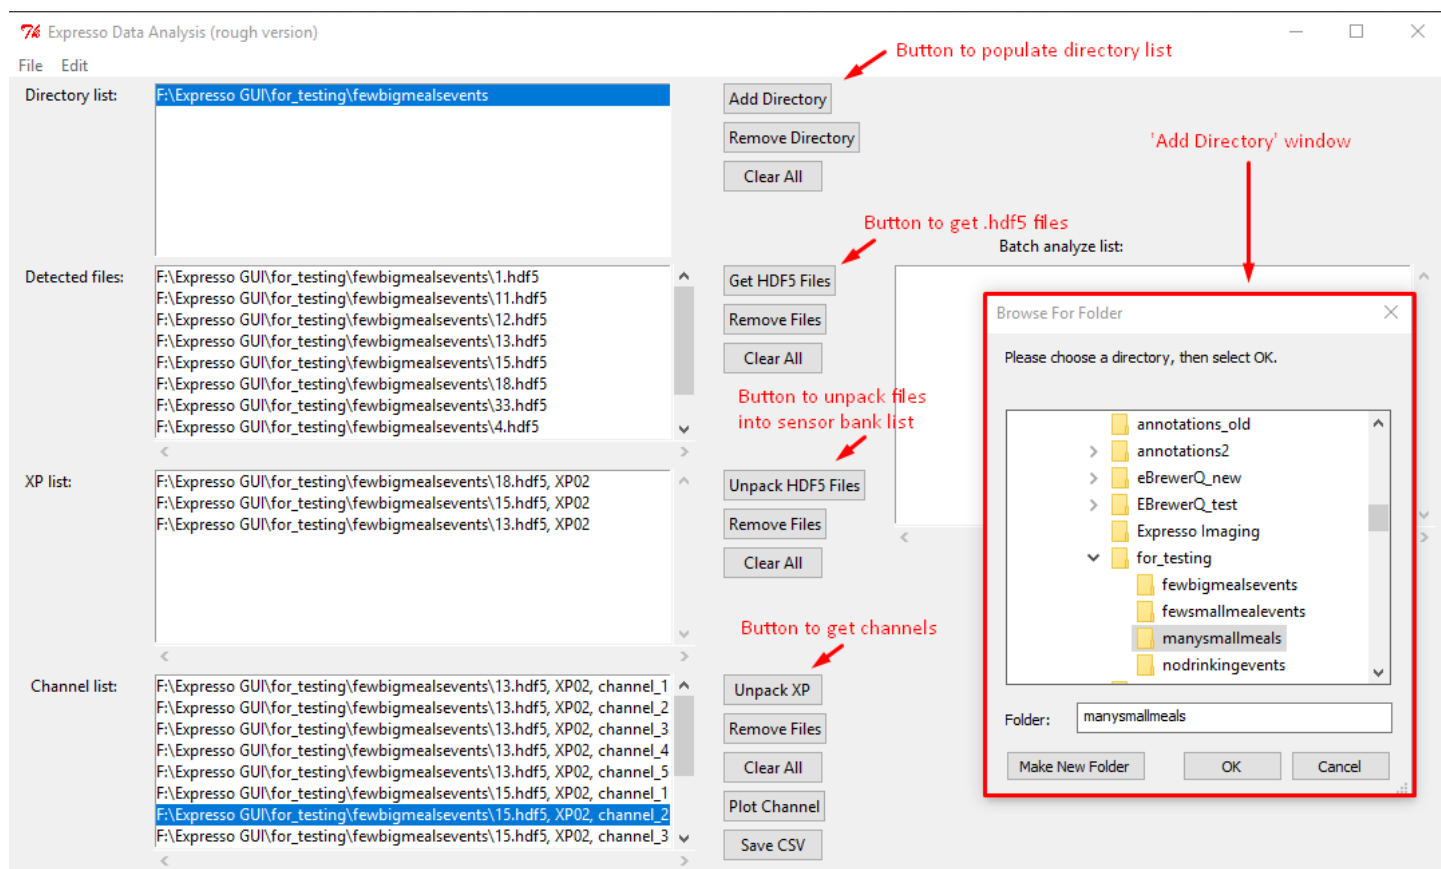 Expresso Data Analysis (rough version)
File Edit
Button to populate directory list
Directory list:
F:\Expresso GUI\for_testing\fewbigmealsevents
Add Directory
Remove Directory
Clear All
'Add Directory' window
Button to get .hdf5 files
Batch analyze list:
Detected files:
F:\Expresso GUI\for_testing\fewbigmealsevents\1.hdf5
F:\Expresso GUI\for_testing\fewbigmealsevents\11.hdf5
F:\Expresso GUI\for_testing\fewbigmealsevents\12.hdf5
F:\Expresso GUI\for_testing\fewbigmealsevents\13.hdf5
F:\Expresso GUI\for_testing\fewbigmealsevents\15.hdf5
F:\Expresso GUI\for_testing\fewbigmealsevents\18.hdf5
F:\Expresso GUI\for_testing\fewbigmealsevents\33.hdf5
F:\Expresso GUI\for_testing\fewbigmealsevents\4.hdf5
Get HDF5 Files
Remove Files
Clear All
Button to unpack files
into sensor bank list
XP list:
F:\Expresso GUI\for_testing\fewbigmealsevents\18.hdf5, XP02
F:\Expresso GUI\for_testing\fewbigmealsevents\15.hdf5, XP02
F:\Expresso GUI\for_testing\fewbigmealsevents\13.hdf5, XP02
Unpack HDF5 Files
Remove Files
Clear All
Button to get channels
Channel list:
F:\Expresso GUI\for_testing\fewbigmealsevents\13.hdf5, XP02, channel_1
F:\Expresso GUI\for_testing\fewbigmealsevents\13.hdf5, XP02, channel_2
F:\Expresso GUI\for_testing\fewbigmealsevents\13.hdf5, XP02, channel_3
F:\Expresso GUI\for_testing\fewbigmealsevents\13.hdf5, XP02, channel_4
F:\Expresso GUI\for_testing\fewbigmealsevents\13.hdf5, XP02, channel_5
F:\Expresso GUI\for_testing\fewbigmealsevents\15.hdf5, XP02, channel_1
F:\Expresso GUI\for_testing\fewbigmealsevents\15.hdf5, XP02, channel_2
F:\Expresso GUI\for_testing\fewbigmealsevents\15.hdf5, XP02, channel_3
Unpack XP
Remove Files
Clear All
Plot Channel
Save CSV
Browse For Folder
Please choose a directory, then select OK.
annotations_old
annotations2
eBrewerQ_new
EBrewerQ_test
Expresso Imaging
for_testing
fewbigmealsevents
fewsmallmealevents
manysmallmeals
nodrinkingevents
Folder: manysmallmeals
Make New Folder OK Cancel